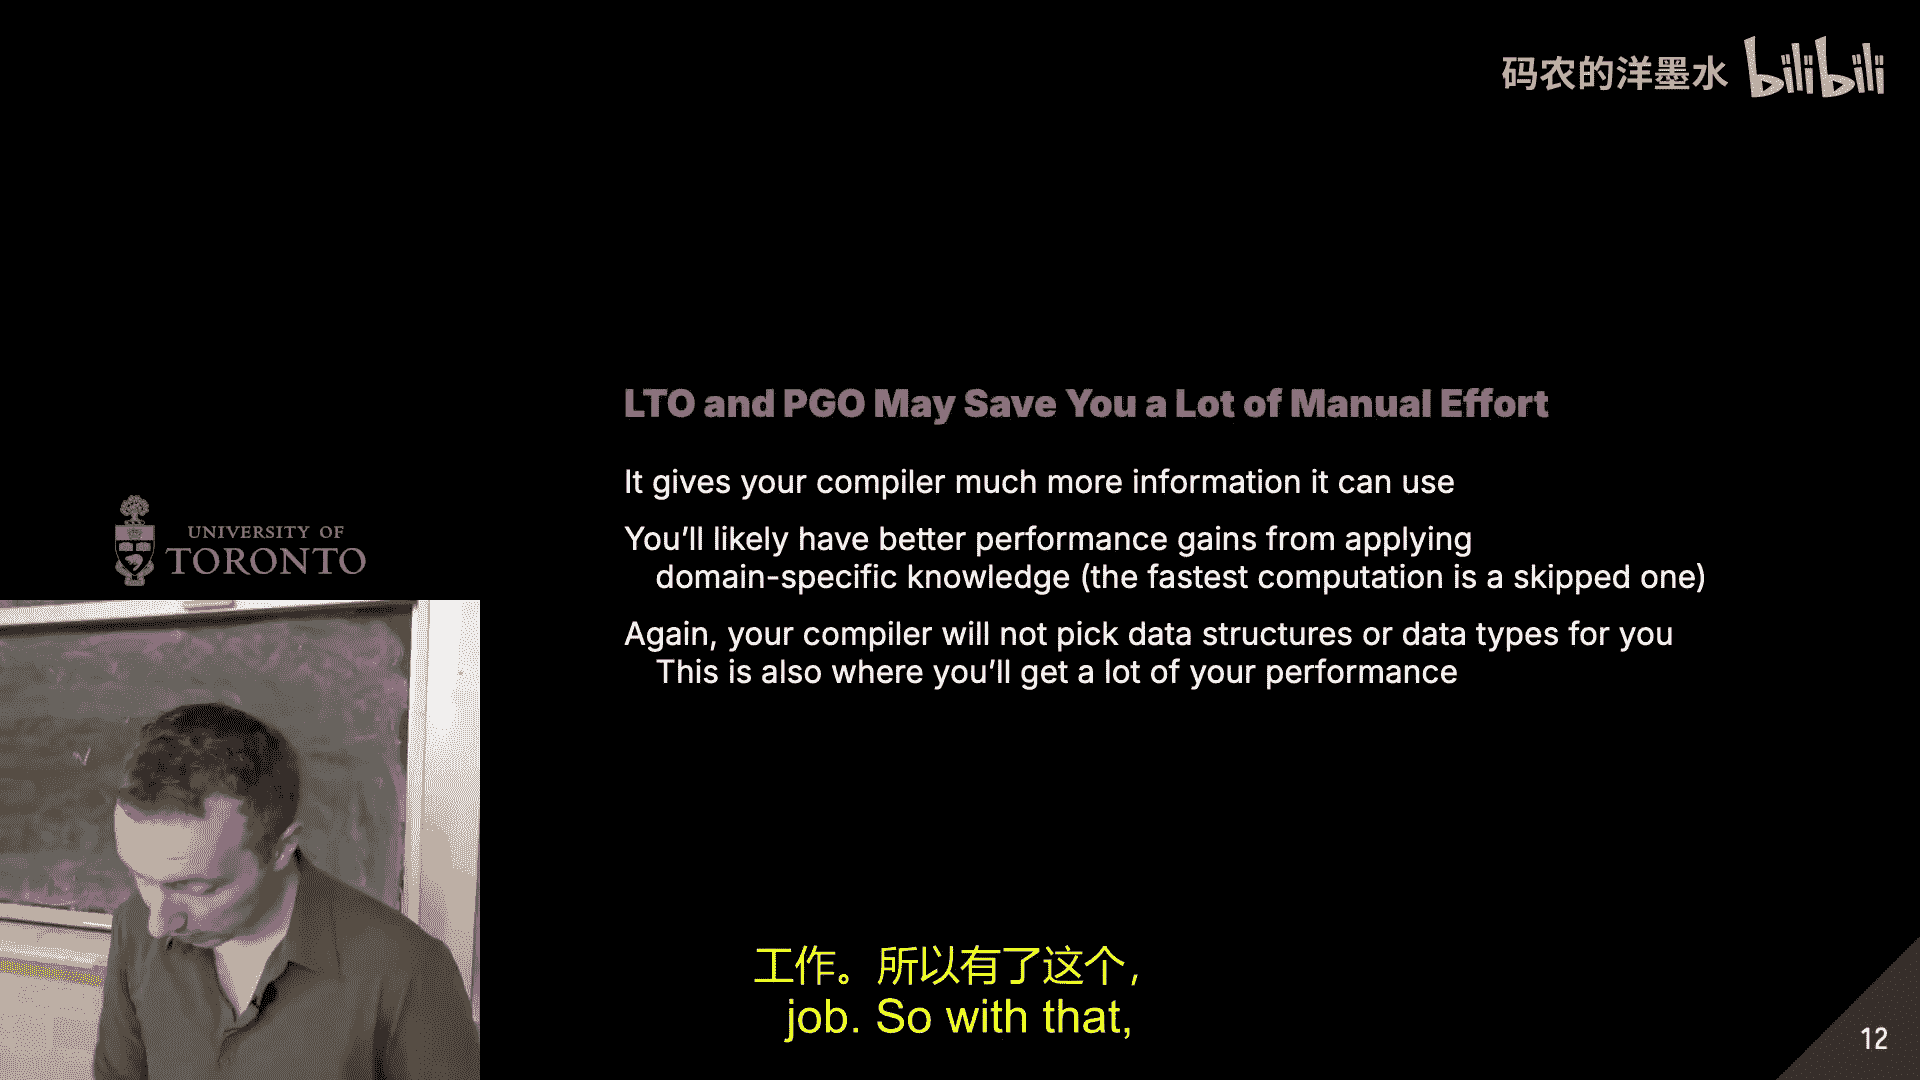 码农的洋墨水 bilibili
LTO and PGO May Save You a Lot of Manual Effort
It gives your compiler much more information it can use
You’ll likely have better performance gains from applying
domain-specific knowledge (the fastest computation is a skipped one)
Again, your compiler will not pick data structures or data types for you
This is also where you’ll get a lot of your performance
UNIVERSITY OF
TORONTO
工作。所以有了这个，
job. So with that,
12